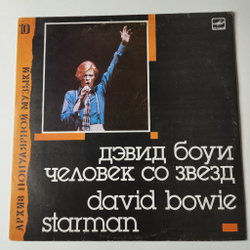 10
АРХИВ ПОПУЛЯРНОЙ МУЗЫКИ
дэвид боуи
человек со звезд
david bowie
starman